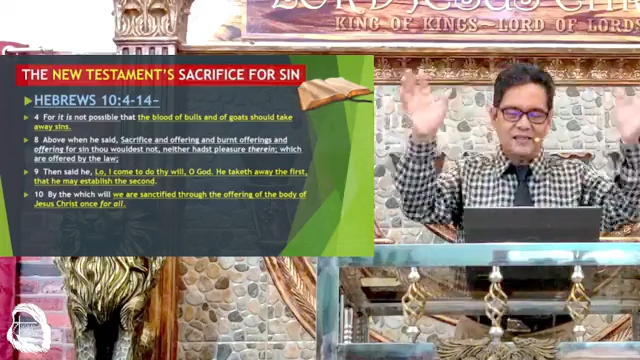 LORD JESUS CHRI
KING OF KINGS—LORD OF LORD
THE NEW TESTAMENT'S SACRIFICE FOR SIN
HEBREWS 10:4-14~
4 For it is not possible that the blood of bulls and of goats should take
away sins.
8 Above when he said, Sacrifice and offering and burnt offerings and
offering for sin thou wouldest not, neither hadst pleasure therein; which
are offered by the law;
9 Then said he, Lo, I come to do thy will, O God. He taketh away the first,
that he may establish the second.
10 By the which will we are sanctified through the offering of the body of
Jesus Christ once for all.